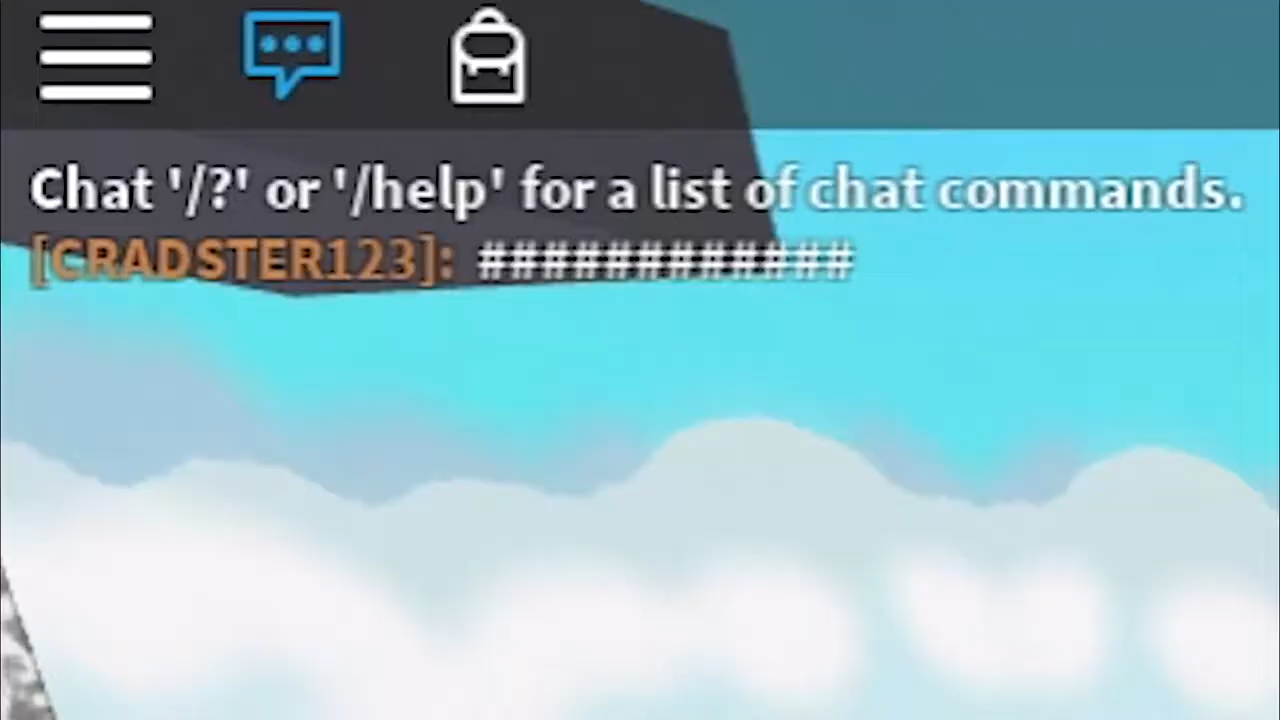 Chat '/?' or '/help' for a list of chat commands.
[CRADSTER123]: ############